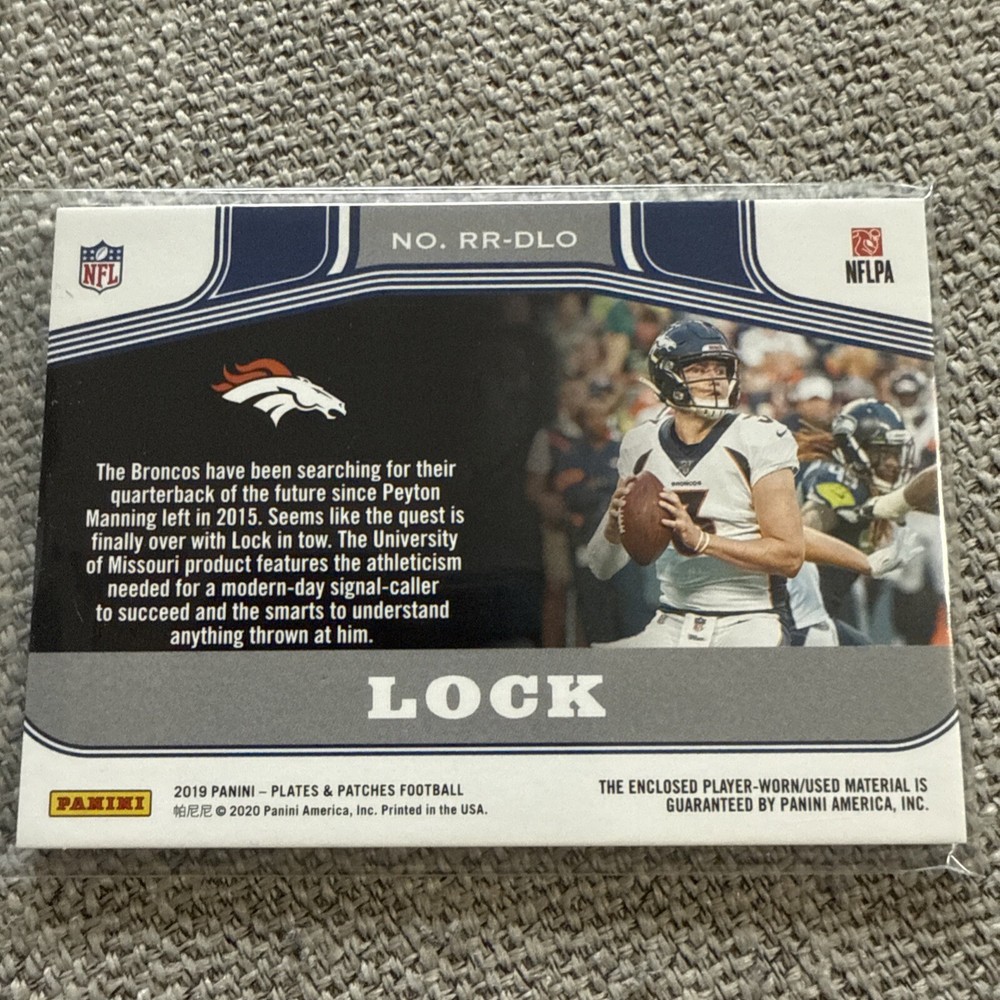 NO. RR-DLO
NFL
NFLPA
The Broncos have been searching for their
quarterback of the future since Peyton
Manning left in 2015. Seems like the quest is
finally over with Lock in tow. The University
of Missouri product features the athleticism
needed for a modern-day signal-caller
to succeed and the smarts to understand
anything thrown at him.
BRONCOS
3
LOCK
PANINI
2019 PANINI – PLATES & PATCHES FOOTBALL
帕尼尼 © 2020 Panini America, Inc. Printed in the USA.
THE ENCLOSED PLAYER-WORN/USED MATERIAL IS
GUARANTEED BY PANINI AMERICA, INC.